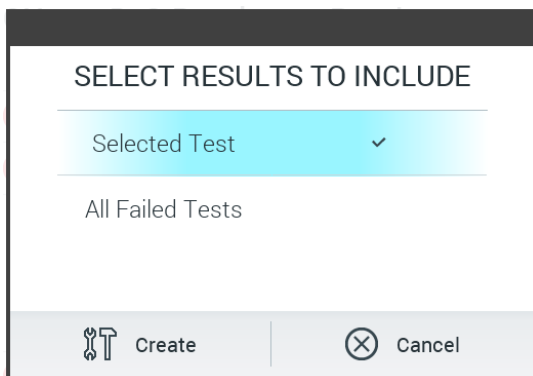 SELECT RESULTS TO INCLUDE
Selected Test
All Failed Tests
Create Cancel